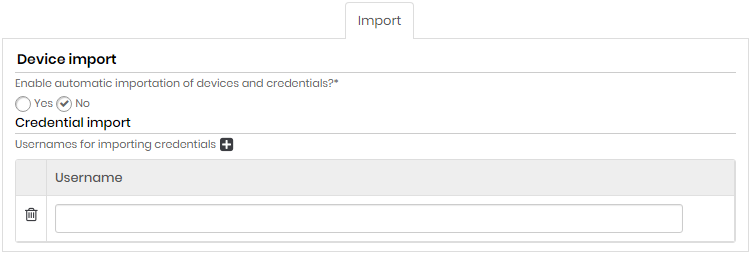 Import
Device import
Enable automatic importation of devices and credentials?*
Yes No
Credential import
Usernames for importing credentials
Username